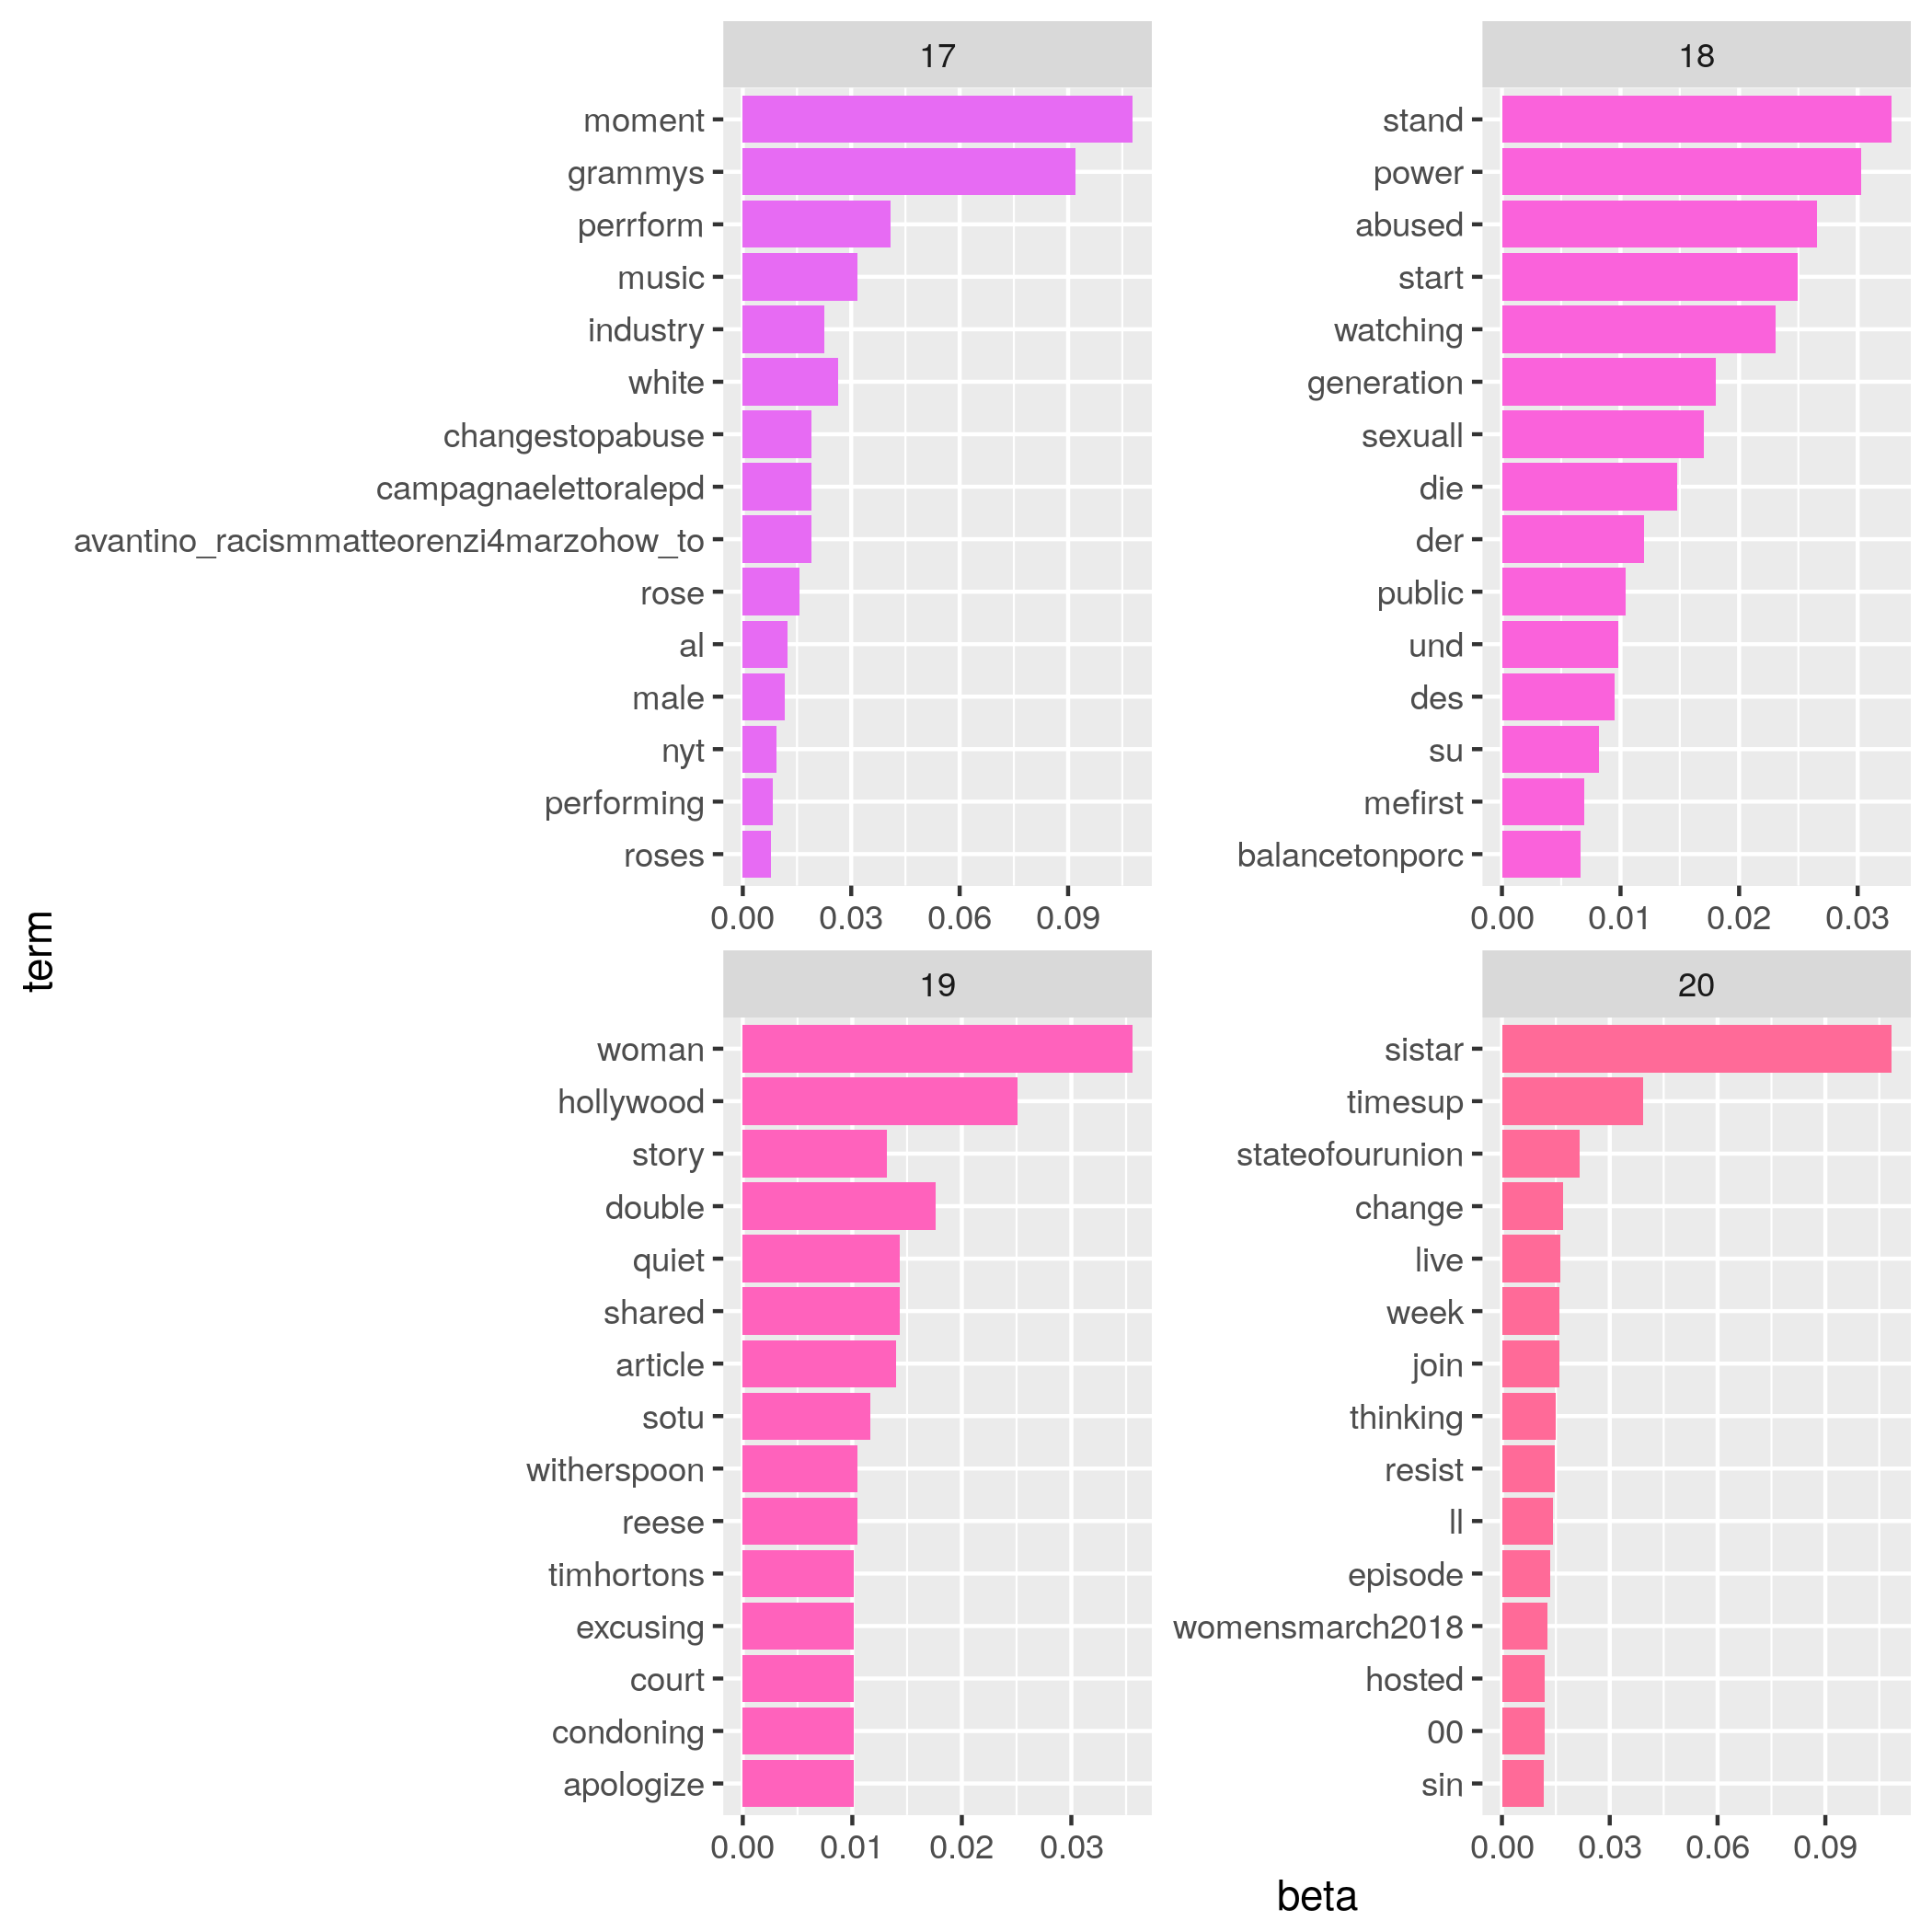 17
moment
grammys
perrform
music
industry
white
changestopabuse
campagnaelettoralepd
avantino_racismmatteorenzi4marzohow_to
rose
al
male
nyt
performing
roses
0.00 0.03 0.06 0.09
18
stand
power
abused
start
watching
generation
sexuall
die
der
public
und
des
su
mefirst
balancetonporc
0.00 0.01 0.02 0.03
term
19
woman
hollywood
story
double
quiet
shared
article
sotu
witherspoon
reese
timhortons
excusing
court
condoning
apologize
0.00 0.01 0.02 0.03
20
sistar
timesup
stateofourunion
change
live
week
join
thinking
resist
ll
episode
womensmarch2018
hosted
00
sin
0.00 0.03 0.06 0.09
beta